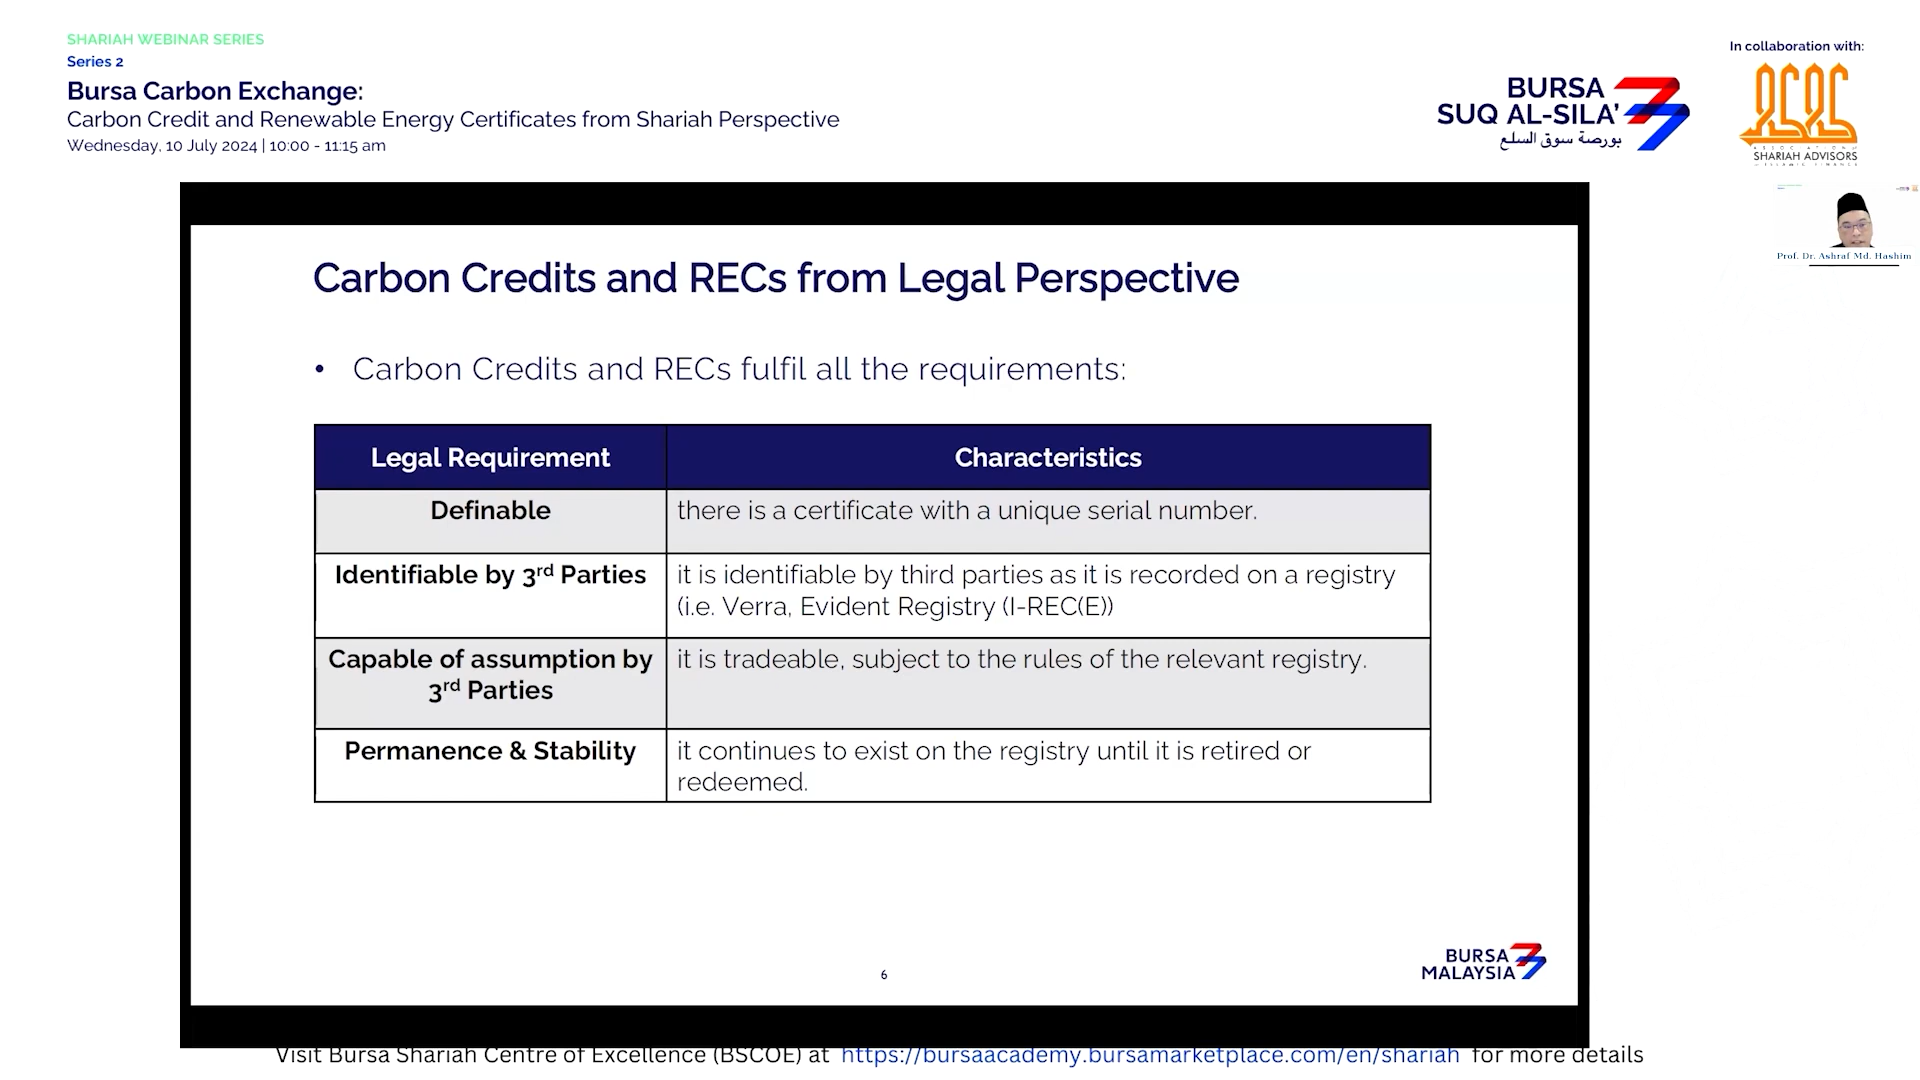 SHARIAH WEBINAR SERIES
Series 2
Bursa Carbon Exchange:
Carbon Credit and Renewable Energy Certificates from Shariah Perspective
Wednesday, 10 July 2024 | 10:00 - 11:15 am
BURSA
SUQ AL-SILA'
بورصة سوق السلع
In collaboration with:
SHARIAH ADVISORS
Prof. Dr. Ashraf Md. Hashim
Carbon Credits and RECs from Legal Perspective
• Carbon Credits and RECs fulfil all the requirements:
Legal Requirement
Characteristics
Definable
there is a certificate with a unique serial number.
Identifiable by 3rd Parties
it is identifiable by third parties as it is recorded on a registry
(i.e. Verra, Evident Registry (I-REC(E))
Capable of assumption by
3rd Parties
it is tradeable, subject to the rules of the relevant registry.
Permanence & Stability
it continues to exist on the registry until it is retired or
redeemed.
6
BURSA
MALAYSIA
Visit Bursa Shariah Centre of Excellence (BSCOE) at https://bursaacademy.bursamarketplace.com/en/shariah for more details